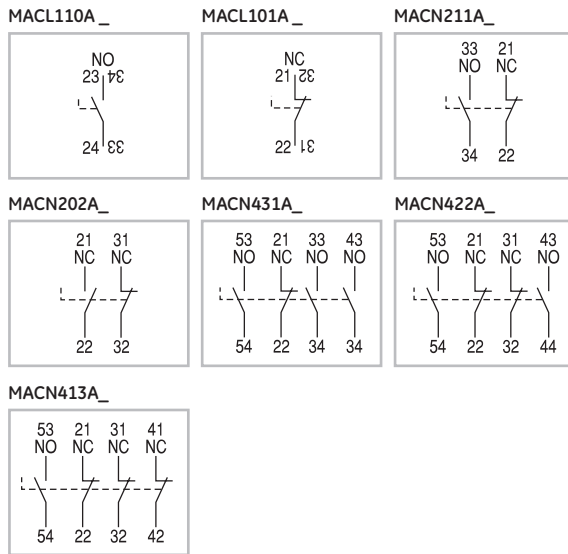 MACL110A _
NO
23 34
24 33
MACL101A _
NC
21 32
22 31
MACN211A_
33 21
NO NC
34 22
MACN202A_
21 31
NC NC
22 32
MACN431A_
53 21 33 43
NO NC NO NO
54 22 34 34
MACN422A_
53 21 31 43
NO NC NC NO
54 22 32 44
MACN413A_
53 21 31 41
NO NC NC NC
54 22 32 42